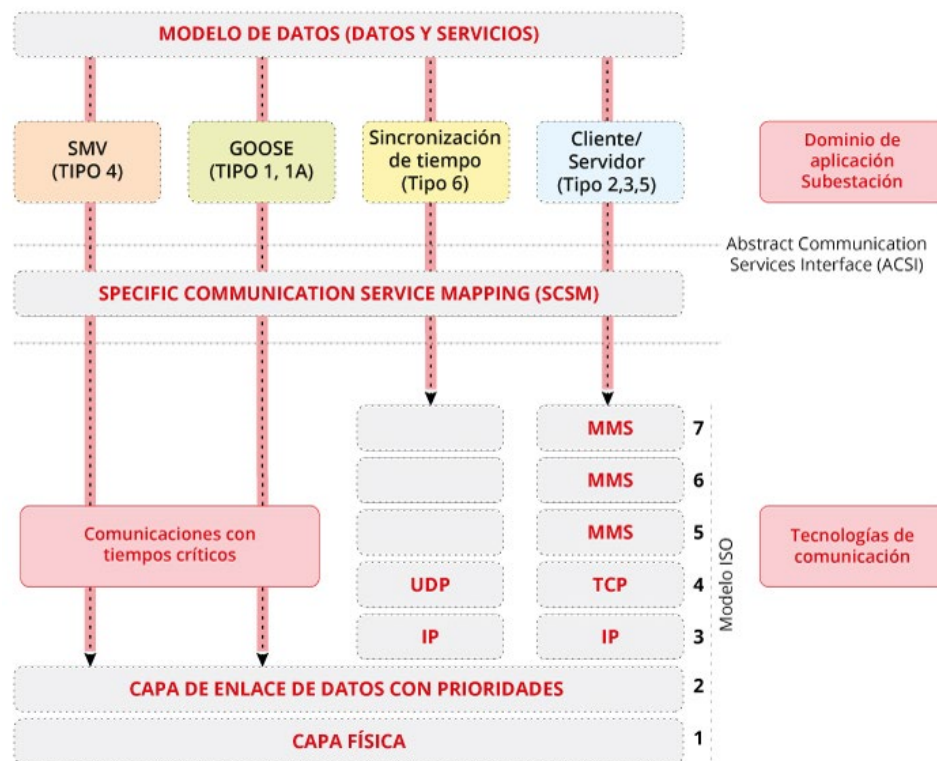 MODELO DE DATOS (DATOS Y SERVICIOS)
SMV
(TIPO 4)
GOOSE
(TIPO 1, 1A)
Sincronización
de tiempo
(Tipo 6)
Cliente/
Servidor
(Tipo 2,3,5)
Dominio de
aplicación
Subestación
Abstract Communication
Services Interface (ACSI)
SPECIFIC COMMUNICATION SERVICE MAPPING (SCSM)
MMS 7
MMS 6
MMS 5
Comunicaciones con
tiempos críticos
Tecnologías de
comunicación
UDP TCP 4
IP IP 3
Modelo ISO
CAPA DE ENLACE DE DATOS CON PRIORIDADES 2
CAPA FÍSICA 1